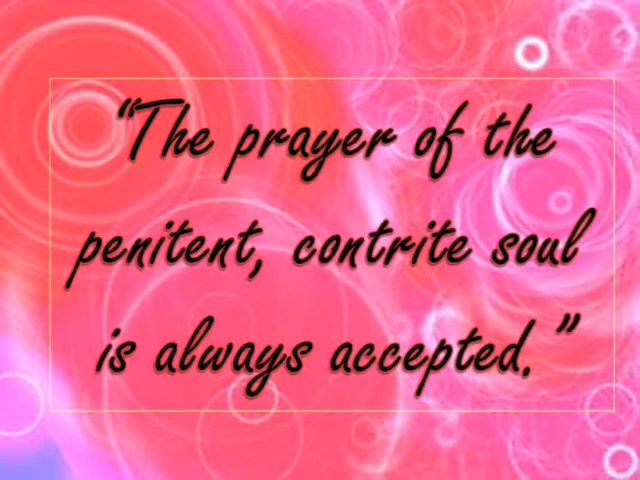 “The prayer of the
penitent, contrite soul
is always accepted.”